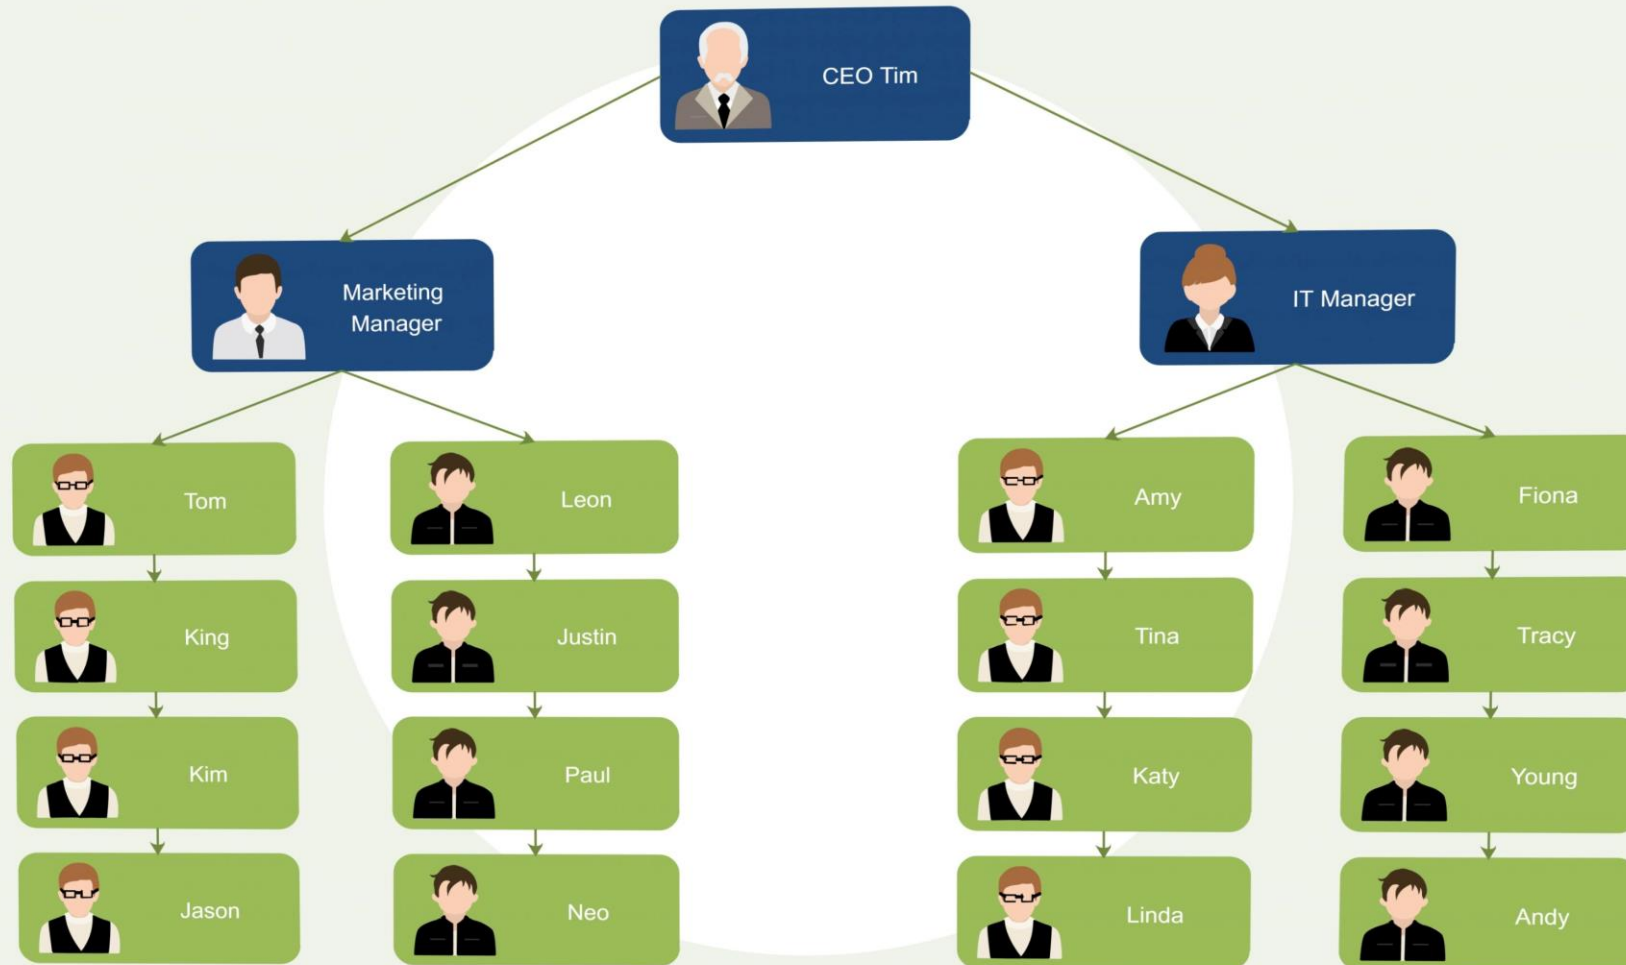 CEO Tim
Marketing
Manager
IT Manager
Tom
Leon
Amy
Fiona
King
Justin
Tina
Tracy
Kim
Paul
Katy
Young
Jason
Neo
Linda
Andy